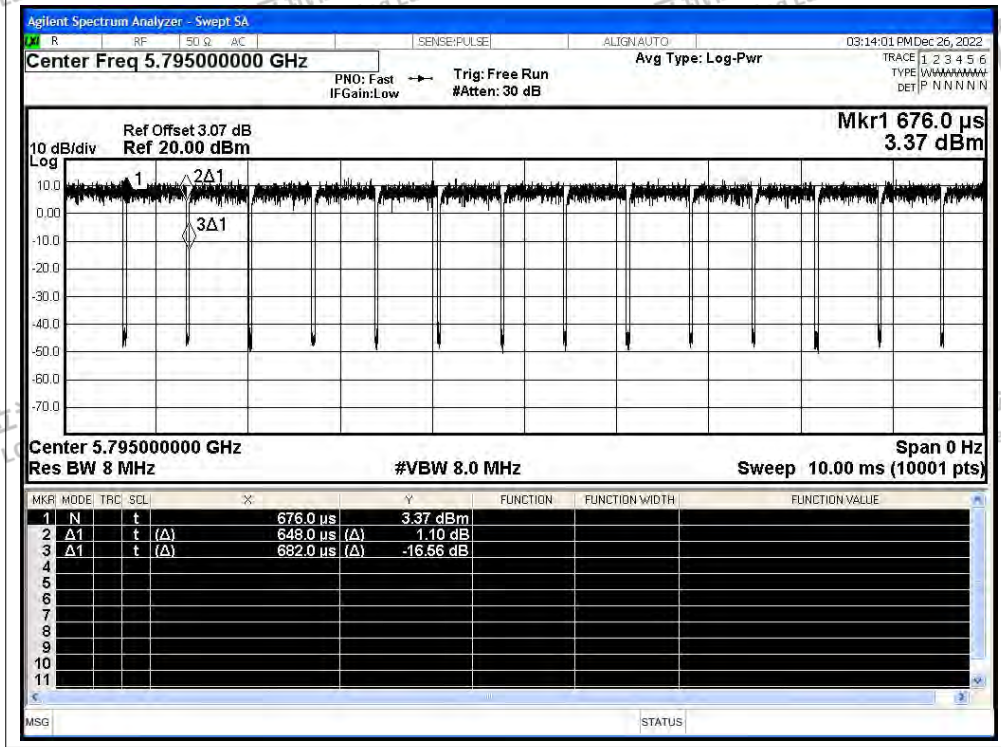 Agilent Spectrum Analyzer - Swept SA
LXI R RF 50 Ω AC SENSE:PULSE ALIGN AUTO 03:14:01 PM Dec 26, 2022
Center Freq 5.795000000 GHz Avg Type: Log-Pwr TRACE 1 2 3 4 5 6
PNO: Fast Trig: Free Run TYPE WWWWWW
IFGain:Low #Atten: 30 dB DET P N N N N N
Ref Offset 3.07 dB Mkr1 676.0 µs
10 dB/div Ref 20.00 dBm 3.37 dBm
Log
10.0
0.00
-10.0
-20.0
-30.0
-40.0
-50.0
-60.0
-70.0
1 2Δ1
3Δ1
Center 5.795000000 GHz Span 0 Hz
Res BW 8 MHz #VBW 8.0 MHz Sweep 10.00 ms (10001 pts)
MKR MODE TRC SCL X Y FUNCTION FUNCTION WIDTH FUNCTION VALUE
1 N t 676.0 µs 3.37 dBm
2 Δ1 t (Δ) 648.0 µs (Δ) 1.10 dB
3 Δ1 t (Δ) 682.0 µs (Δ) -16.56 dB
4
5
6
7
8
9
10
11
MSG STATUS